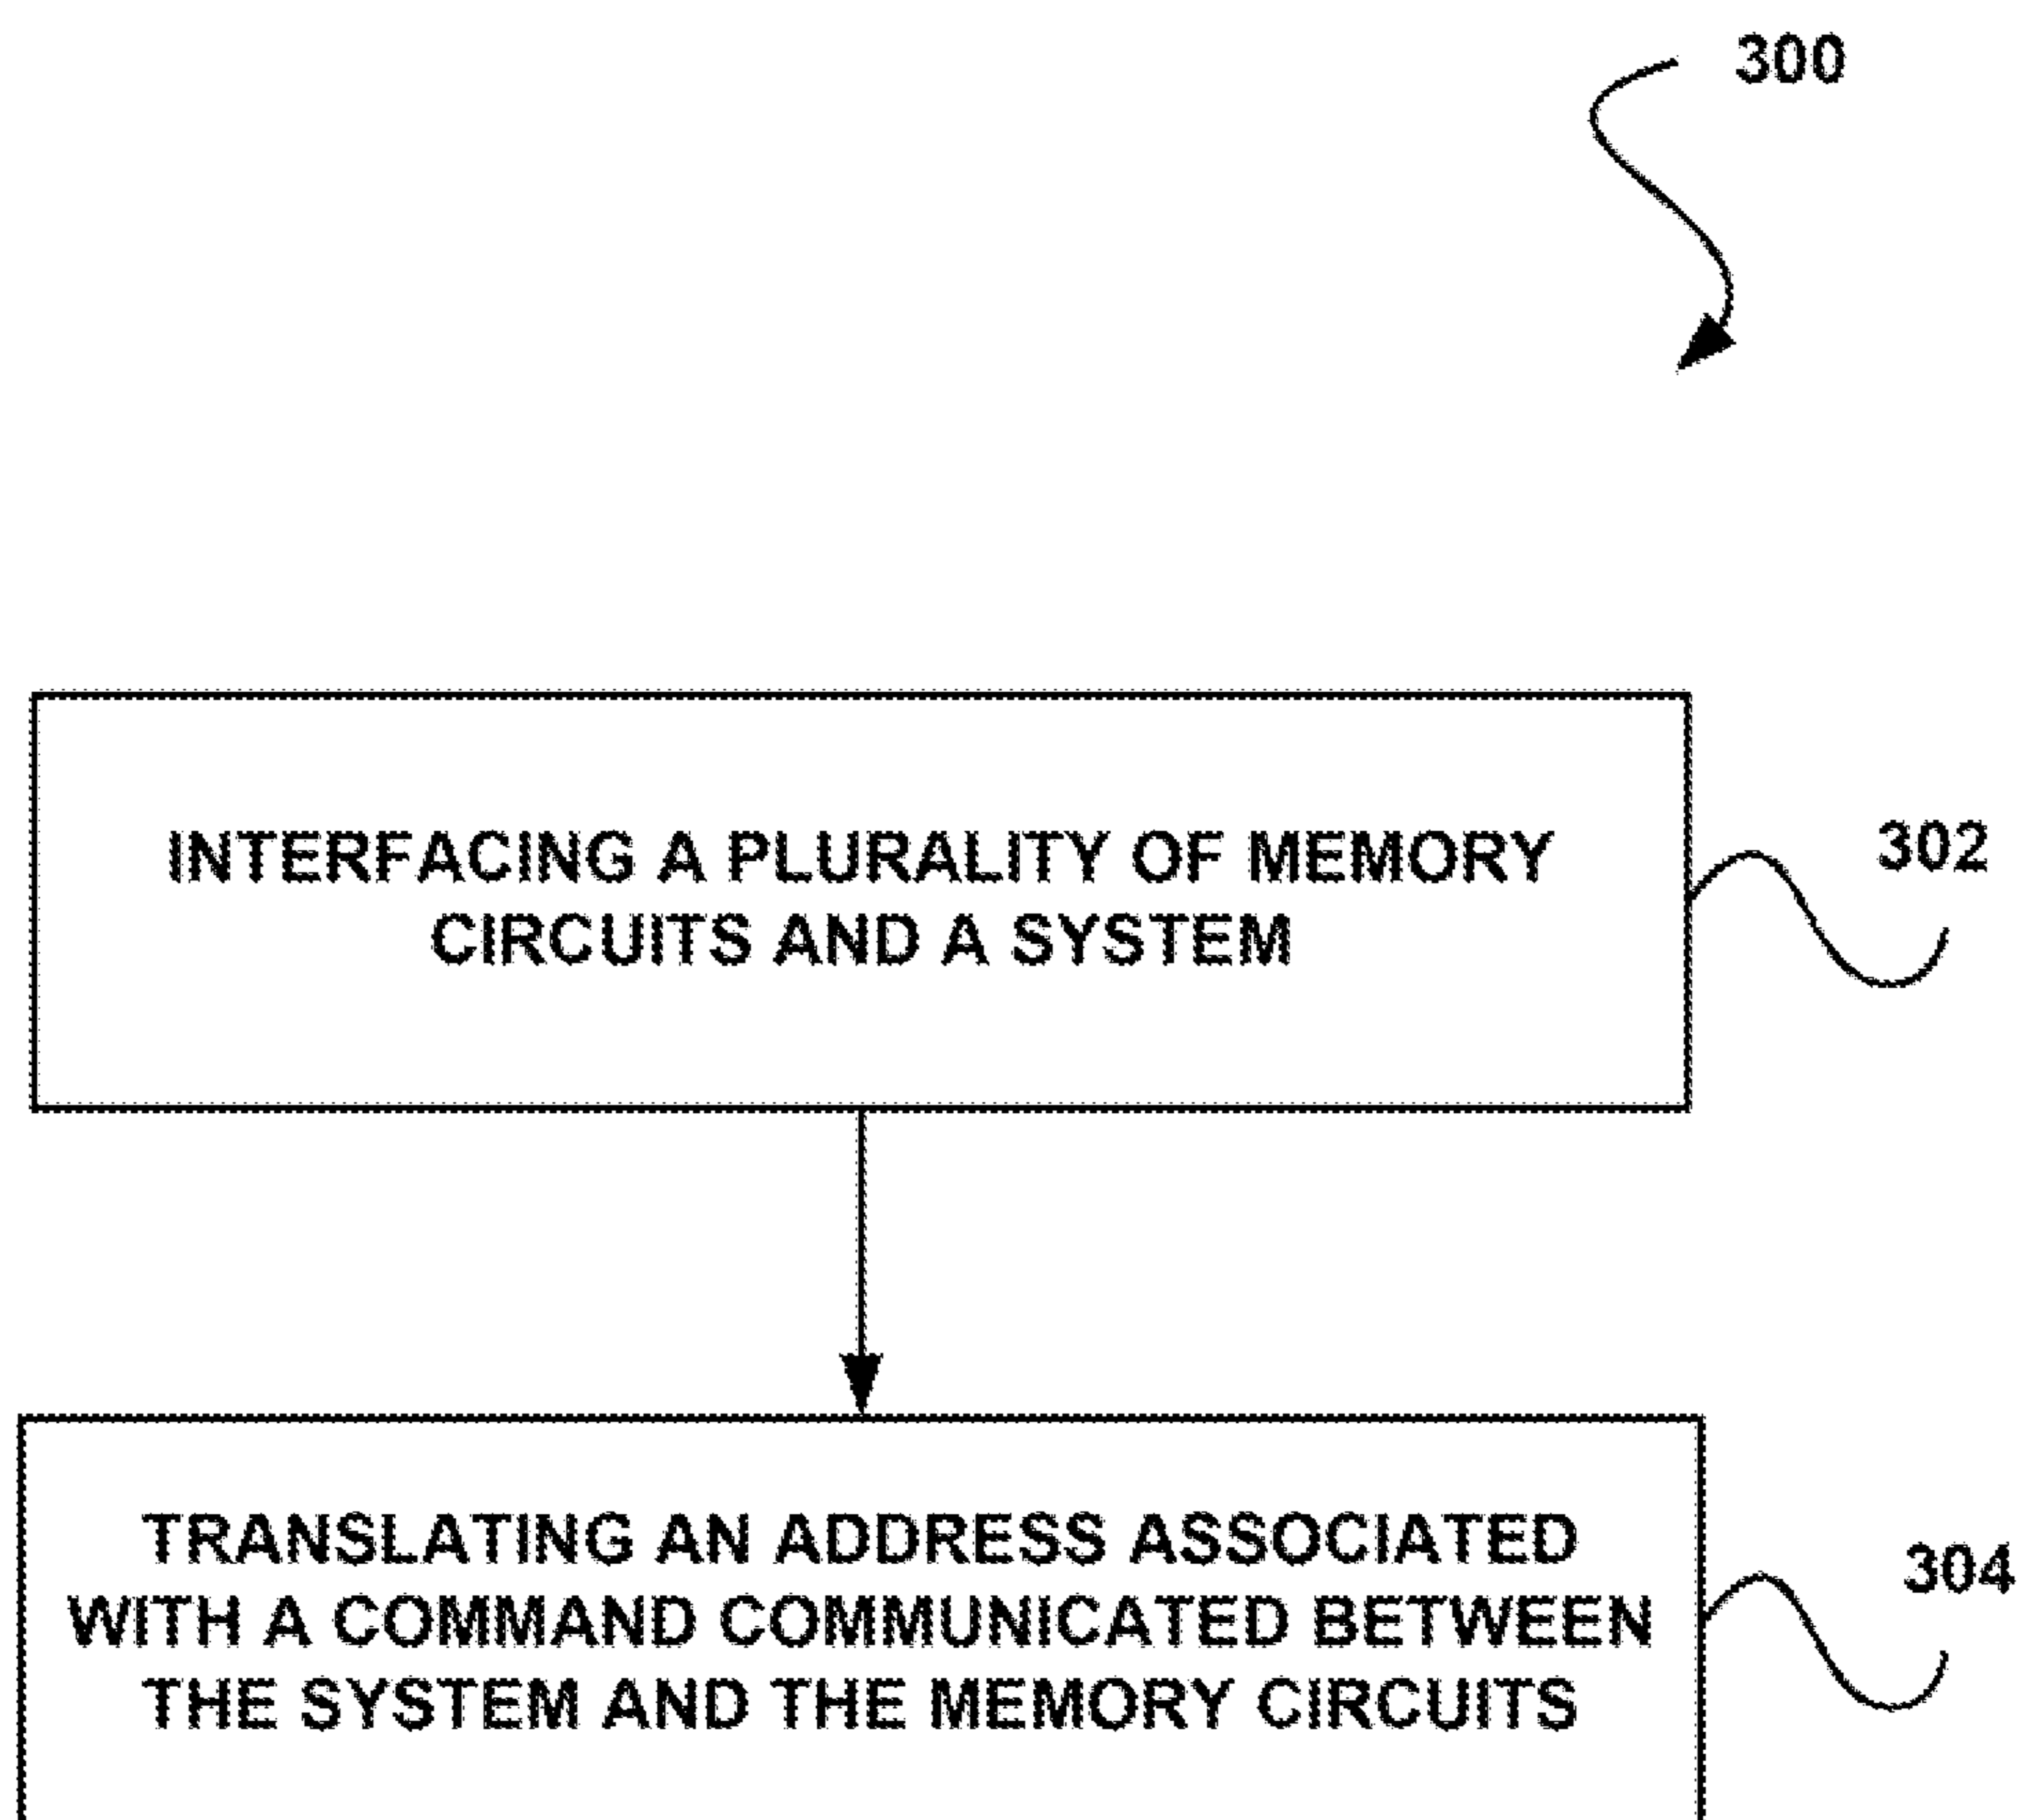 300
INTERFACING A PLURALITY OF MEMORY
CIRCUITS AND A SYSTEM
302
TRANSLATING AN ADDRESS ASSOCIATED
WITH A COMMAND COMMUNICATED BETWEEN
THE SYSTEM AND THE MEMORY CIRCUITS
304